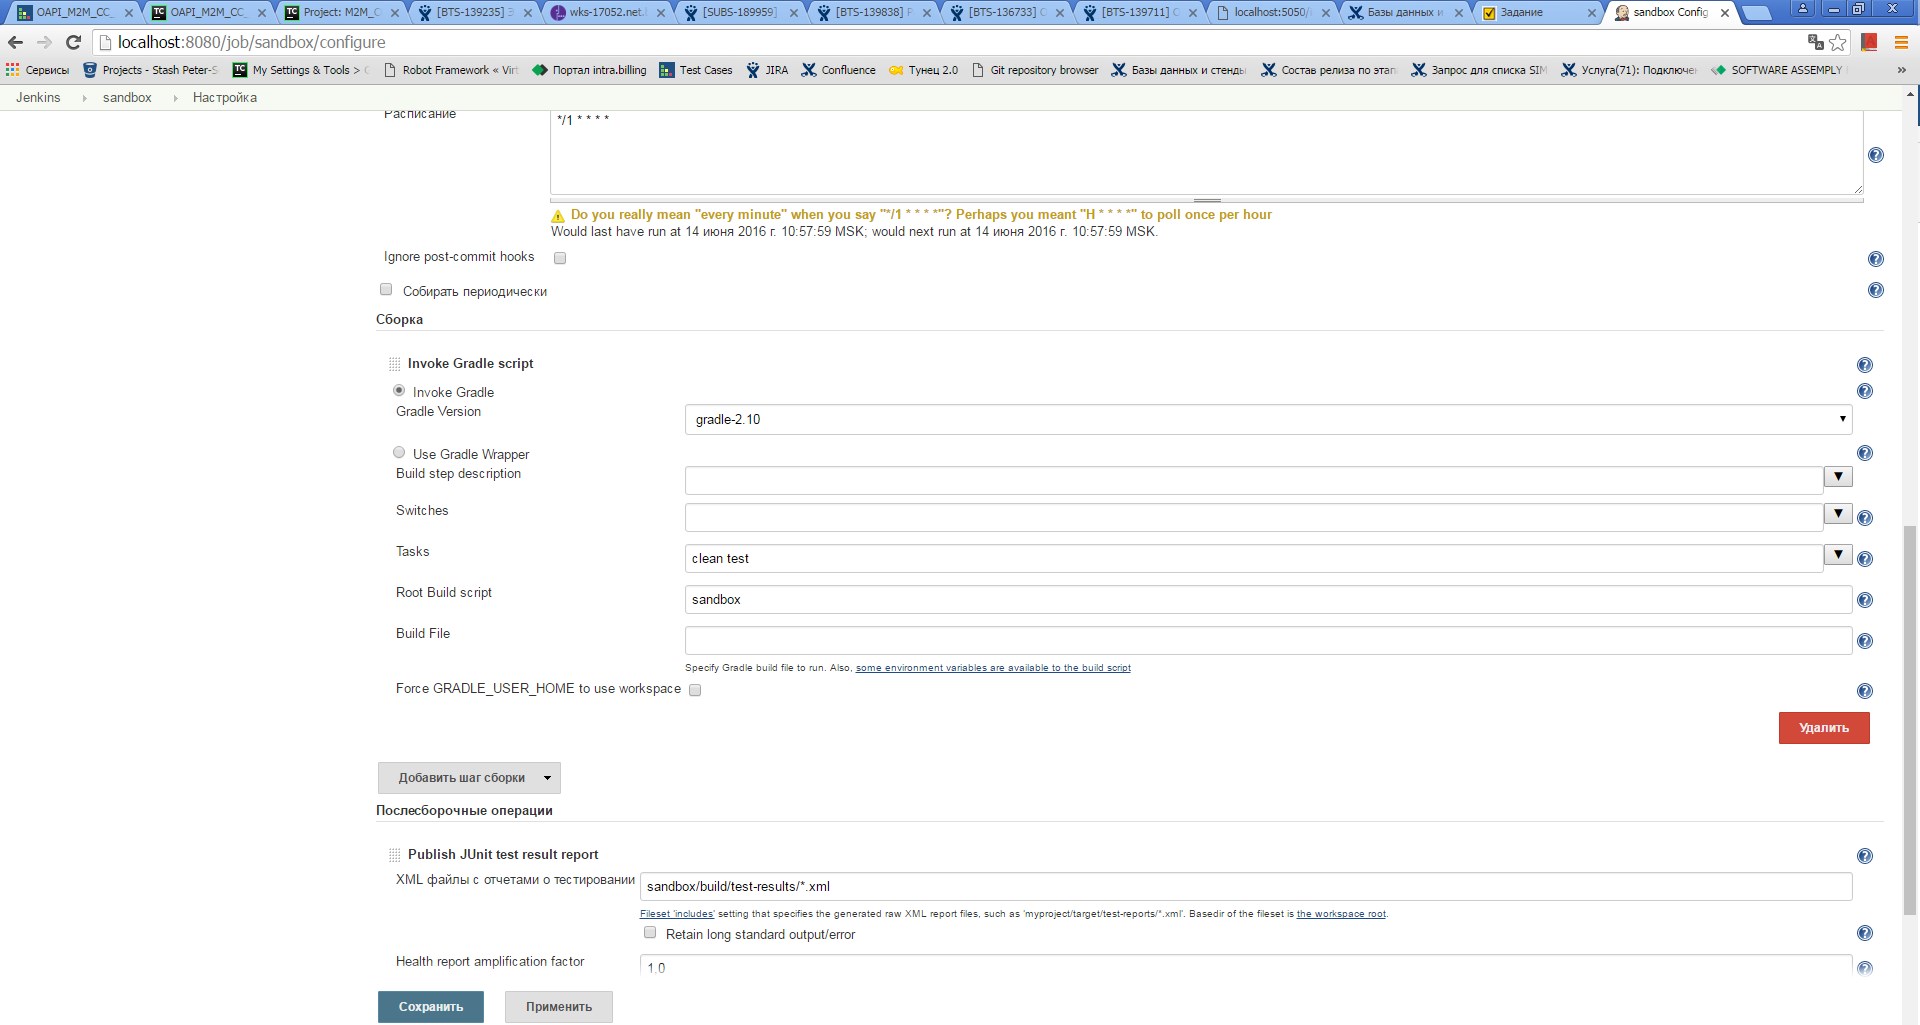 OAPI_M2M_CC_
OAPI_M2M_CC_
Project: M2M_C
[BTS-139235]
wks-17052.net.
[SUBS-189959]
[BTS-139838]
[BTS-136733]
[BTS-139711]
localhost:5050/
Базы данных и
Задание
sandbox Config
localhost:8080/job/sandbox/configure
Сервисы
Projects - Stash Peter-S
My Settings & Tools >
Robot Framework « Virt
Портал intra.billing
Test Cases
JIRA
Confluence
Тунец 2.0
Git repository browser
Базы данных и стенды
Состав релиза по этап
Запрос для списка SIM
Услуга(71): Подключе
SOFTWARE ASSEMPLY
»
Jenkins
sandbox
Настройка
Расписание
*/1 * * * *
Do you really mean "every minute" when you say "*/1 * * * *"? Perhaps you meant "H * * * *" to poll once per hour
Would last have run at 14 июня 2016 г. 10:57:59 MSK; would next run at 14 июня 2016 г. 10:57:59 MSK.
Ignore post-commit hooks
Собирать периодически
Сборка
Invoke Gradle script
Invoke Gradle
Gradle Version
gradle-2.10
Use Gradle Wrapper
Build step description
Switches
Tasks
clean test
Root Build script
sandbox
Build File
Specify Gradle build file to run. Also, some environment variables are available to the build script
Force GRADLE_USER_HOME to use workspace
Удалить
Добавить шаг сборки
Послесборочные операции
Publish JUnit test result report
XML файлы с отчетами о тестировании
sandbox/build/test-results/*.xml
Fileset 'includes' setting that specifies the generated raw XML report files, such as 'myproject/target/test-reports/*.xml'. Basedir of the fileset is the workspace root.
Retain long standard output/error
Health report amplification factor
1.0
Сохранить
Применить